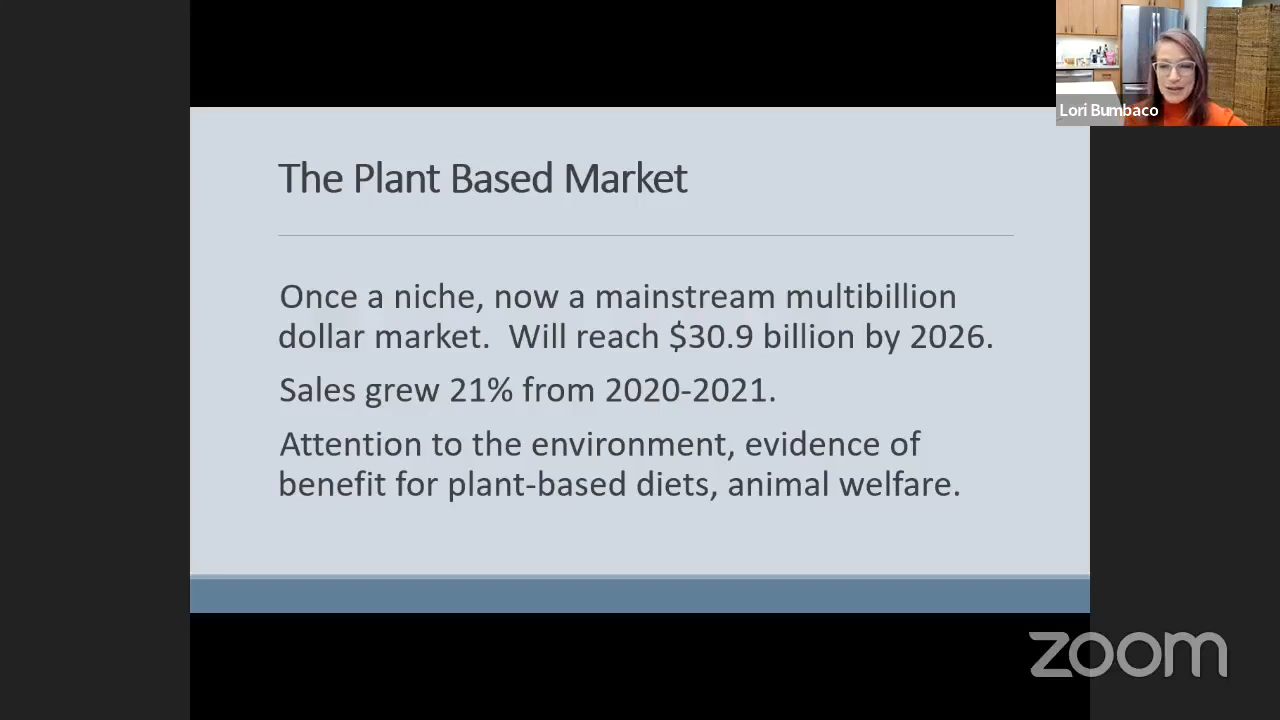 Lori Bumbaco
The Plant Based Market
Once a niche, now a mainstream multibillion
dollar market.  Will reach $30.9 billion by 2026.
Sales grew 21% from 2020-2021.
Attention to the environment, evidence of
benefit for plant-based diets, animal welfare.
zoom